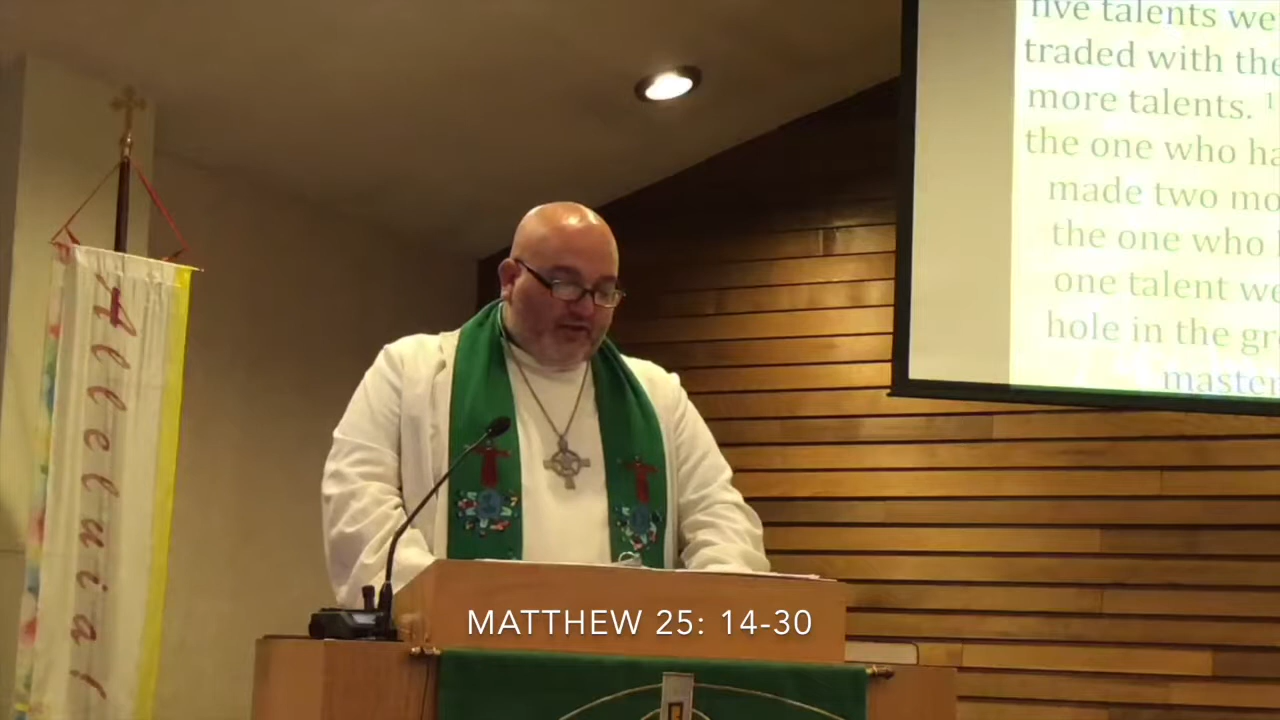 Alleluia!
five talents we
traded with the
more talents.
the one who ha
made two mo
the one who
one talent we
hole in the gr
master
MATTHEW 25: 14-30